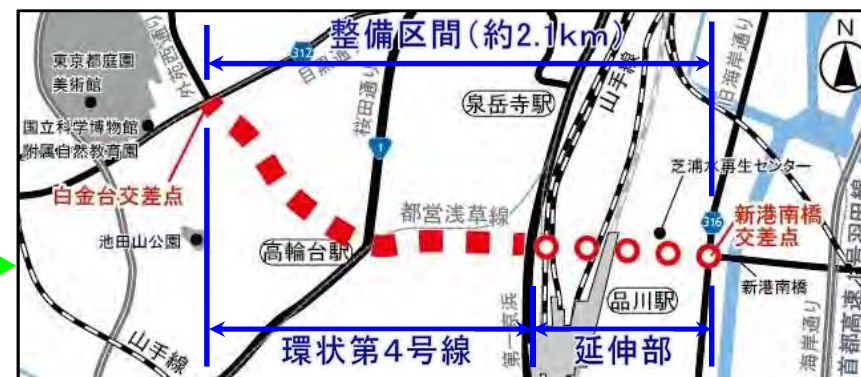 整備区間(約2.1km)
N
312
目黒通り
外苑西通り
東京都庭園
美術館
国立科学博物館
附属自然教育園
桜田通り
1
泉岳寺駅
山手線
旧海岸通り
芝浦水再生センター
白金台交差点
都営浅草線
316
新港南橋
交差点
池田山公園
高輪台駅
品川駅
新港南橋
山手線
環状第4号線
第一京浜
延伸部
海岸通り
首都高速1号羽田線